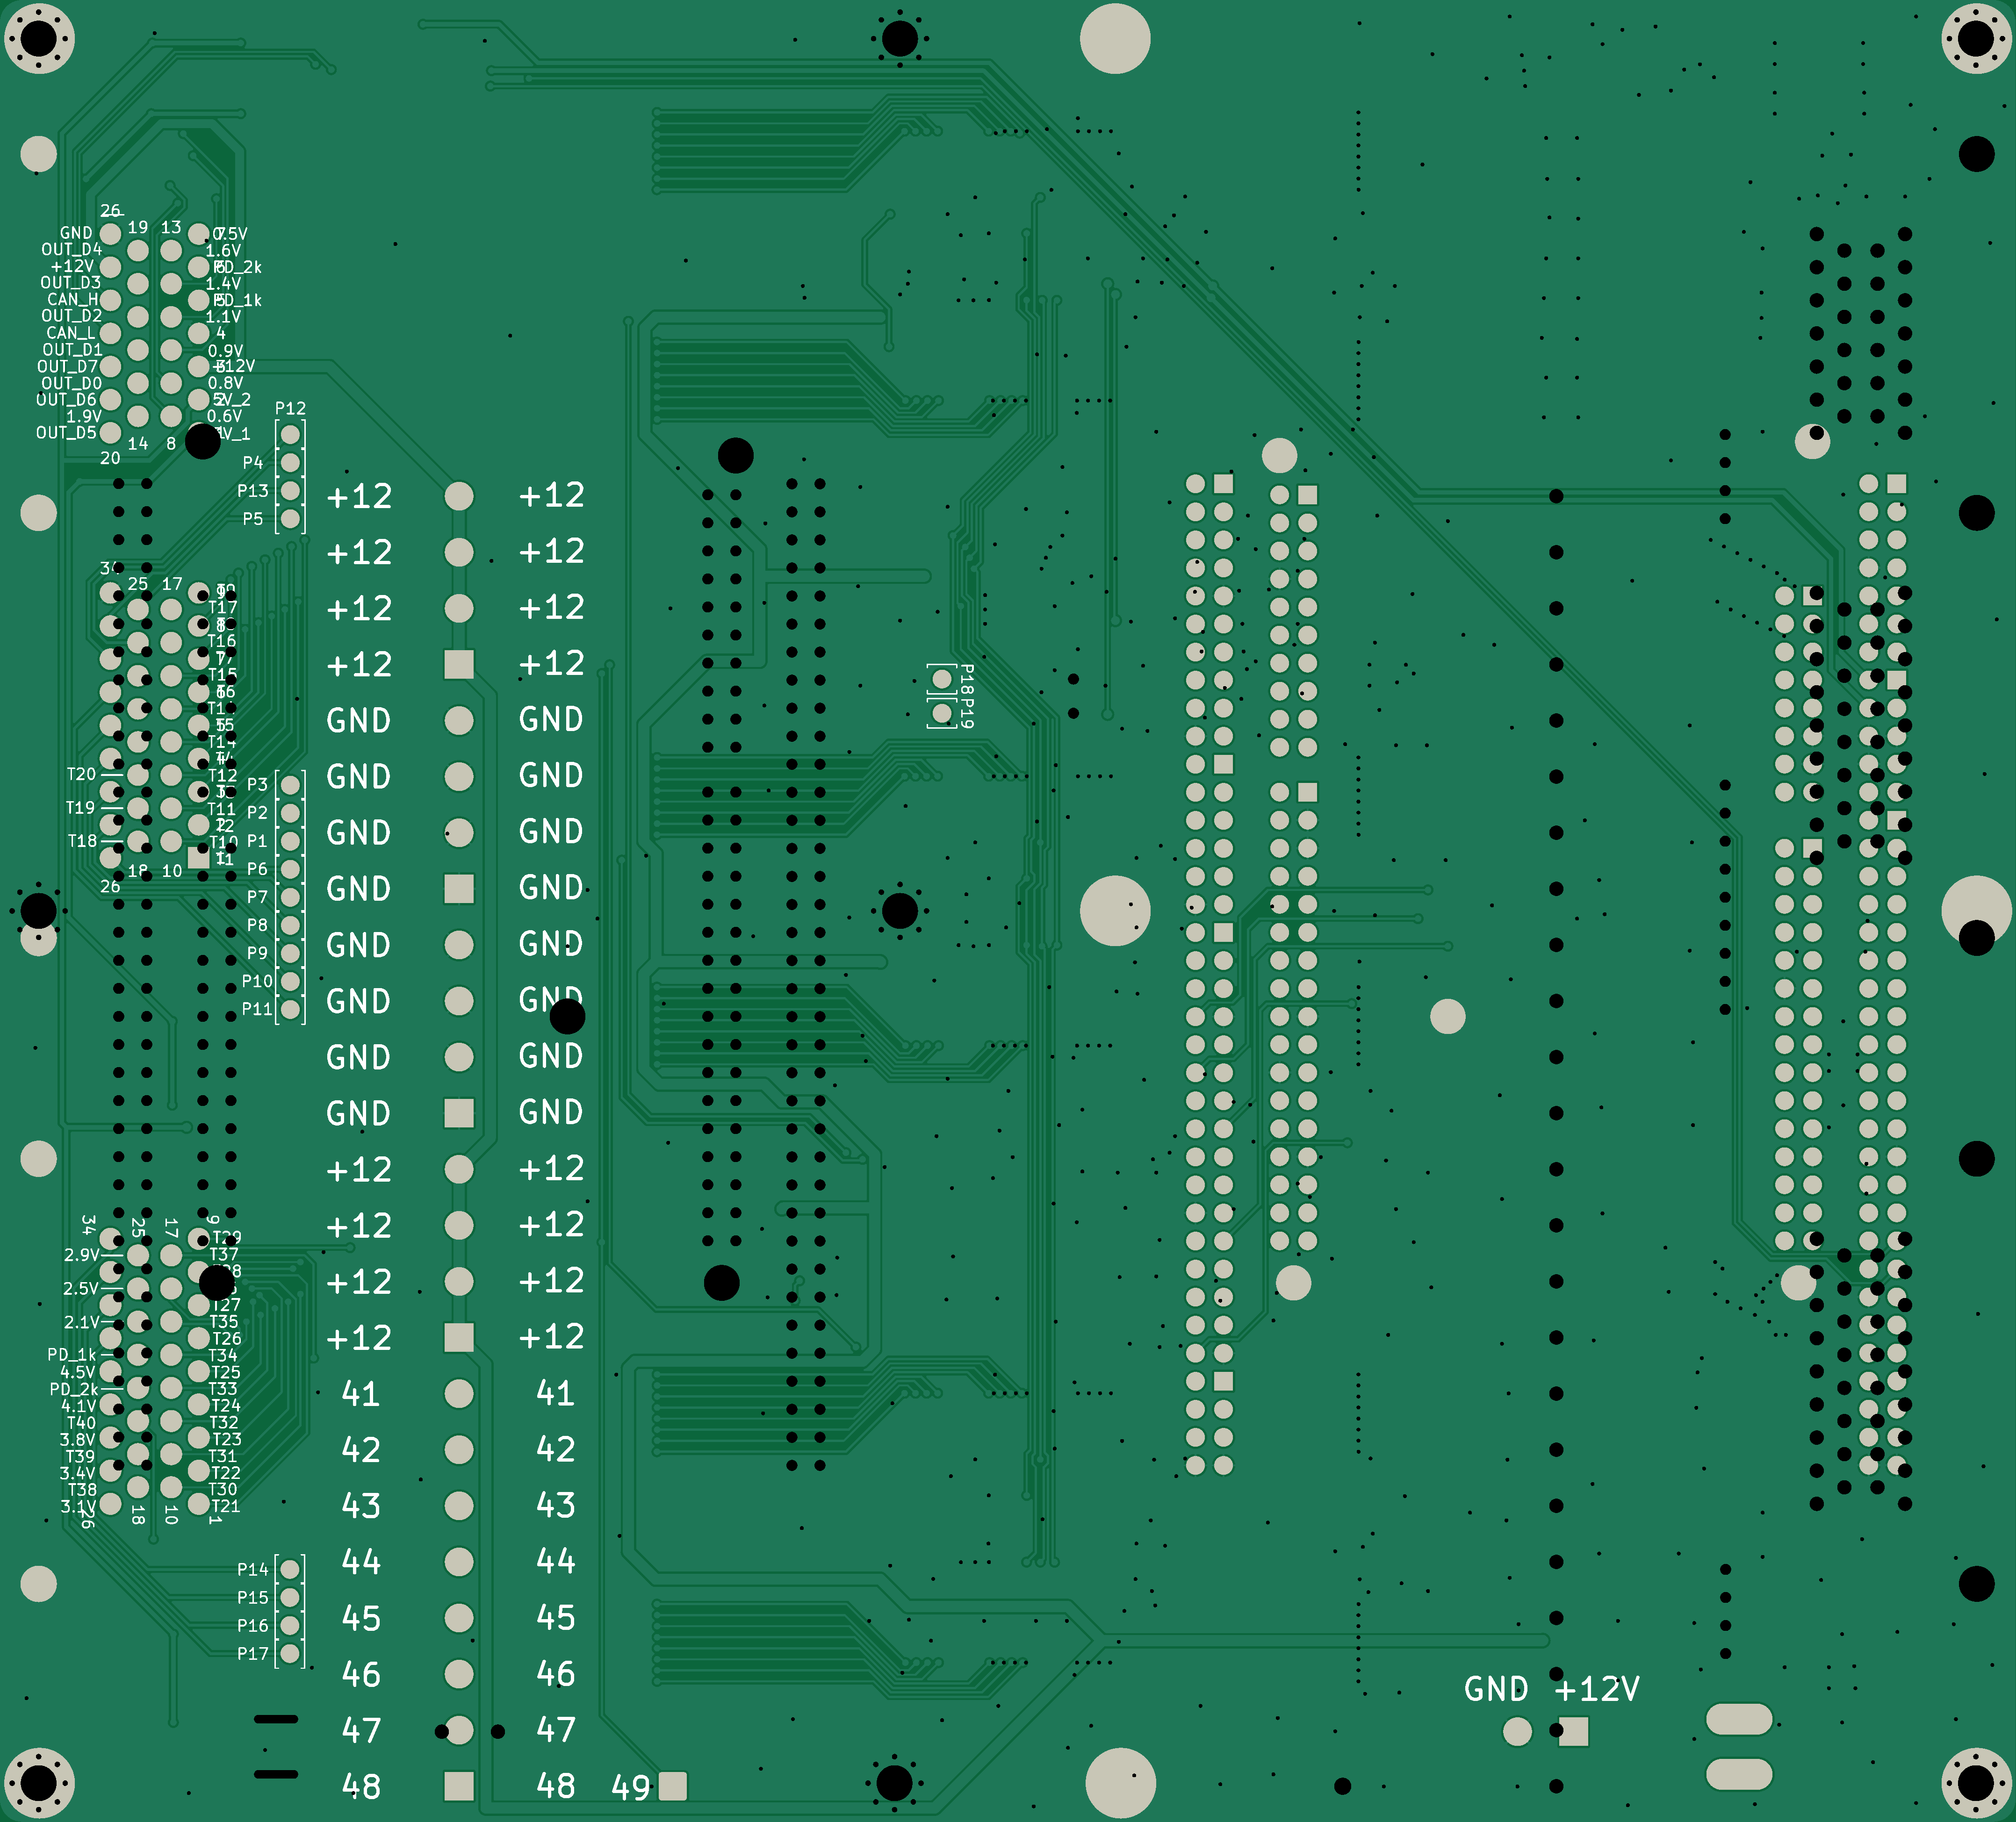 26
GND 19 13
OUT_D4 1.6V
+12V PD_2k
OUT_D3 1.4V
CAN_H PD_1k
OUT_D2 1.1V
CAN_L 4
OUT_D1 0.9V
OUT_D7 +12V
OUT_D0 0.8V
OUT_D6 5V_2
1.9V 0.6V
OUT_D5 14 8
20
P12
P4
P13
P5
+12 +12
+12 +12
+12 +12
+12 +12
GND GND
GND GND
GND GND
GND GND
GND GND
GND GND
GND GND
GND GND
+12 +12
+12 +12
+12 +12
+12 +12
41 41
42 42
43 43
44 44
45 45
46 46
47 47
48 48 49
34
25 17
T17
T16
T15
T14
T20 T12
T19 T11
T18 T10
T1
18 10
26
P3
P2
P1
P6
P7
P8
P9
P10
P11
P18 P19
34 25 17 9
T29
2.9V T37
2.5V
T27
2.1V T35
T26
PD_1k T34
4.5V T25
PD_2k T33
4.1V T24
T40 T32
3.8V T23
T39 T31
3.4V T22
T38 T30
3.1V T21
26 18 10 1
P14
P15
P16
P17
GND +12V